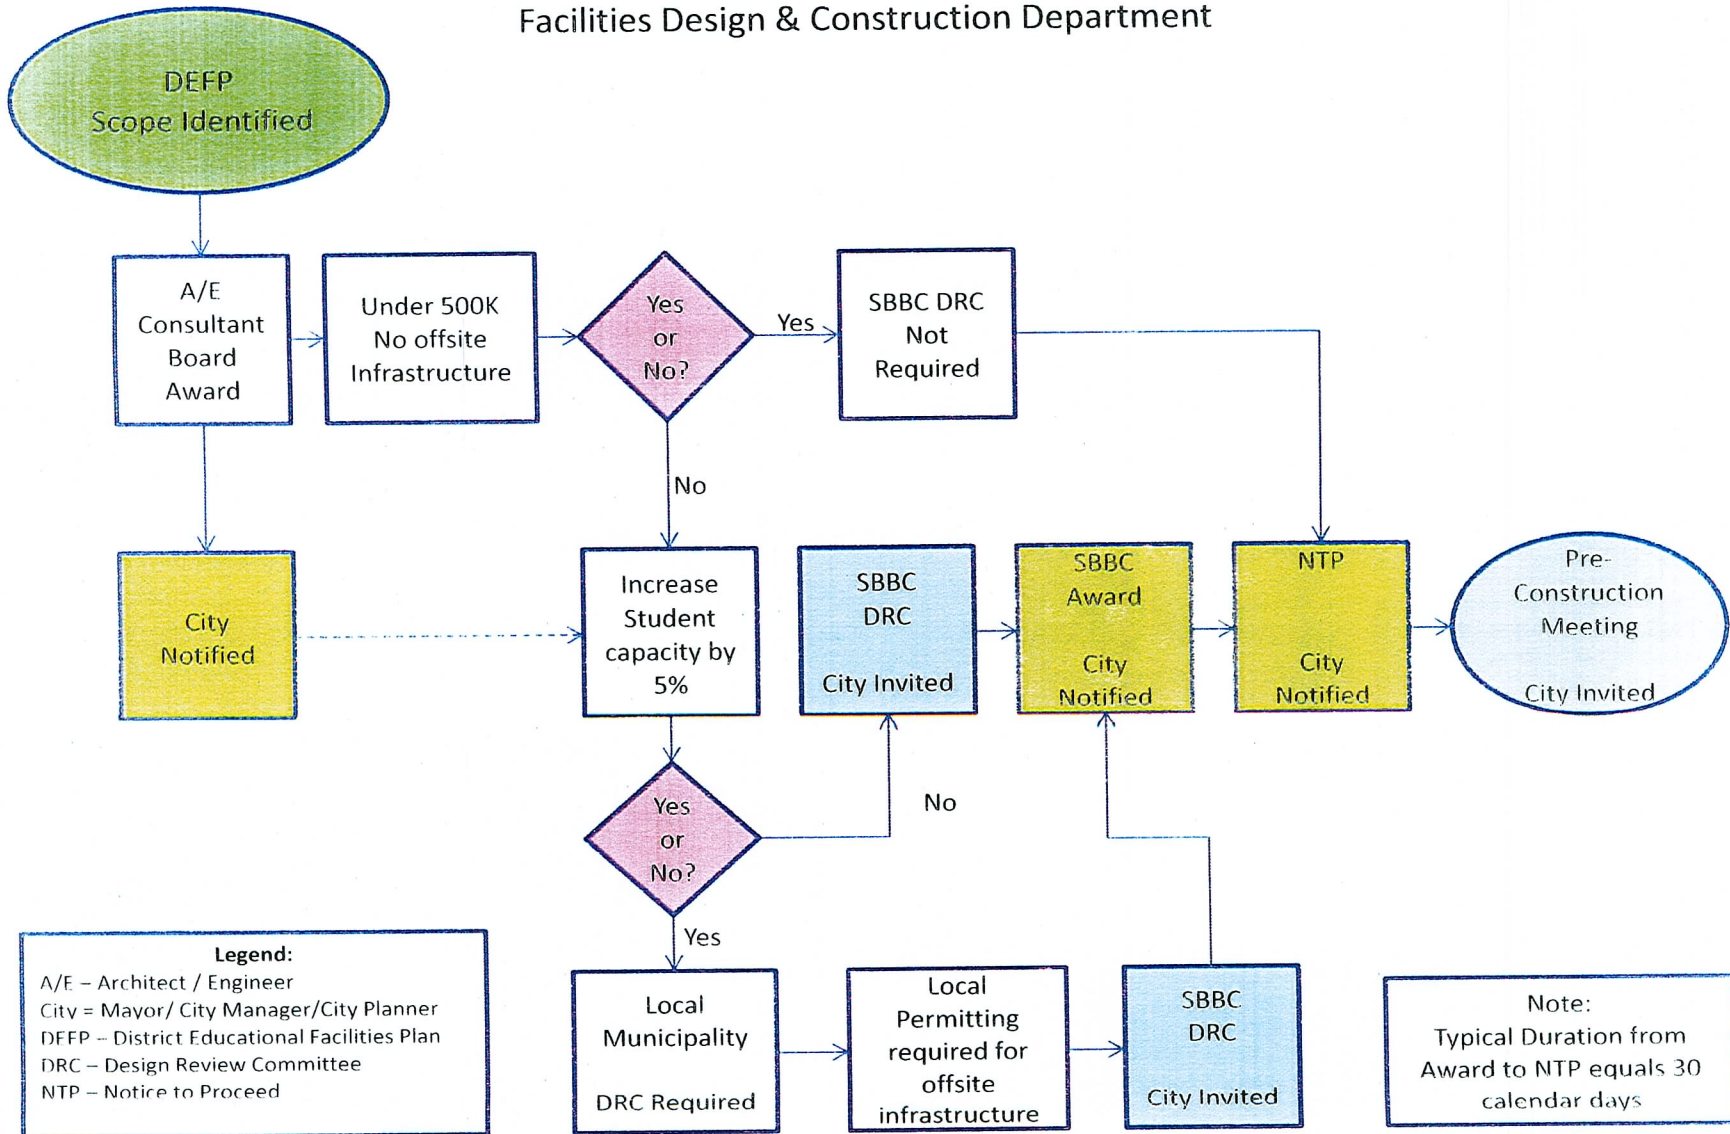 Facilities Design & Construction Department
DEFP
Scope Identified
A/E
Consultant
Board
Award
Under 500K
No offsite
Infrastructure
Yes
or
No?
Yes
SBBC DRC
Not
Required
No
City
Notified
Increase
Student
capacity by
5%
SBBC
DRC
City Invited
SBBC
Award
City
Notified
NTP
City
Notified
Pre-
Construction
Meeting
City Invited
Yes
or
No?
No
Yes
Local
Municipality
DRC Required
Local
Permitting
required for
offsite
infrastructure
SBBC
DRC
City Invited
Legend:
A/E – Architect / Engineer
City = Mayor/ City Manager/City Planner
DEFP – District Educational Facilities Plan
DRC – Design Review Committee
NTP – Notice to Proceed
Note:
Typical Duration from
Award to NTP equals 30
calendar days